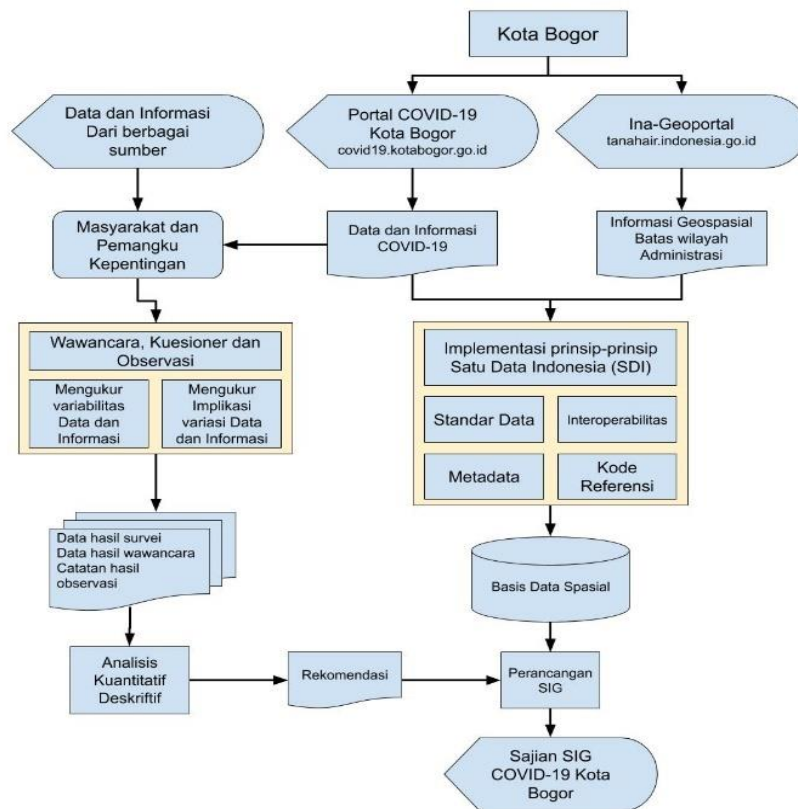 Kota Bogor
Data dan Informasi
Dari berbagai
sumber
Portal COVID-19
Kota Bogor
covid19.kotabogor.go.id
Ina-Geoportal
tanahair.indonesia.go.id
Masyarakat dan
Pemangku
Kepentingan
Data dan Informasi
COVID-19
Informasi Geospasial
Batas wilayah
Administrasi
Wawancara, Kuesioner dan
Observasi
Mengukur
variabilitas
Data dan
Informasi
Mengukur
Implikasi
variasi Data
dan Informasi
Implementasi prinsip-prinsip
Satu Data Indonesia (SDI)
Standar Data
Interoperabilitas
Metadata
Kode
Referensi
Data hasil survei
Data hasil wawancara
Catatan hasil
observasi
Basis Data Spasial
Analisis
Kuantitatif
Deskriftif
Rekomendasi
Perancangan
SIG
Sajian SIG
COVID-19 Kota
Bogor